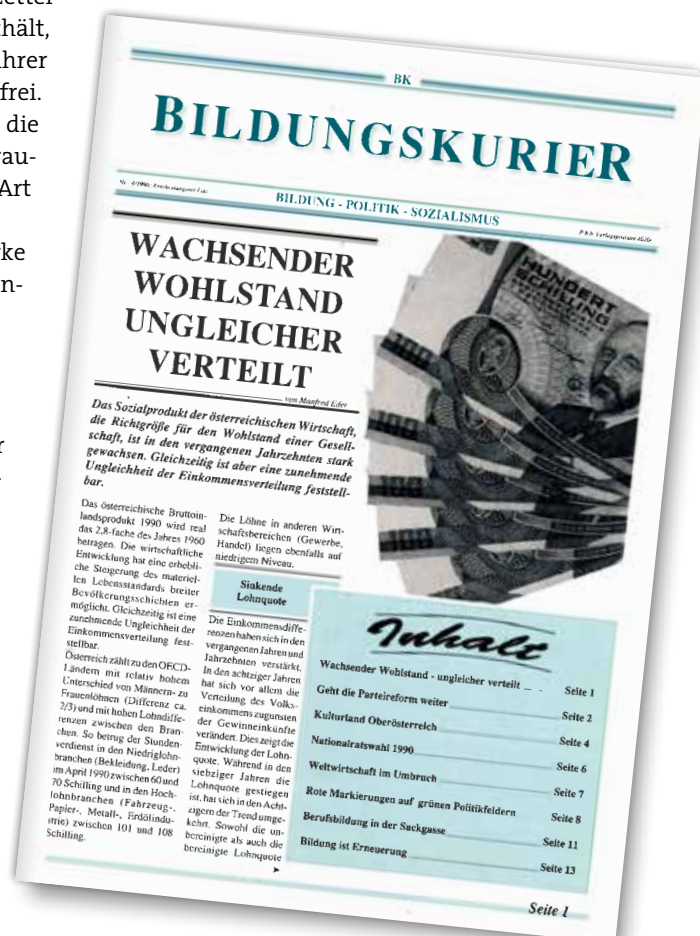 etter
hält,
hrer
frei.
die
au-
Art
ke
n-
r
BK
BILDUNGSKURIER
BILDUNG - POLITIK - SOZIALISMUS
WACHSENDER
WOHLSTAND
UNGLEICHER
VERTEILT
von Manfred Eder
Das Sozialprodukt der österreichischen Wirtschaft,
die Richtgröße für den Wohlstand einer Gesell-
schaft, ist in den vergangenen Jahrzehnten stark
gewachsen. Gleichzeitig ist aber eine zunehmende
Ungleichheit der Einkommensverteilung feststell-
bar.
Das österreichische Bruttoin-
landsprodukt 1990 wird real
das 2,8-fache des Jahres 1960
betragen. Die wirtschaftliche
Entwicklung hat eine erhebli-
che Steigerung des materiel-
len Lebensstandards breiter
Bevölkerungsschichten er-
möglicht. Gleichzeitig ist eine
zunehmende Ungleichheit der
Einkommensverteilung fest-
stellbar.
Österreich zählt zu den OECD-
Ländern mit relativ hohem
Unterschied von Männern- zu
Frauenlöhnen (Differenz ca.
2/3) und mit hohen Lohndiffe-
renzen zwischen den Bran-
chen. So betrug der Stunden-
verdienst in den Niedriglohn-
branchen (Bekleidung, Leder)
im April 1990 zwischen 60 und
70 Schilling und in den Hoch-
lohnbranchen (Fahrzeug-,
Papier-, Metall-, Erdölindu-
strie) zwischen 101 und 108
Schilling.
Die Löhne in anderen Wirt-
schaftsbereichen (Gewerbe,
Handel) liegen ebenfalls auf
niedrigem Niveau.
Sinkende
Lohnquote
Die Einkommensdiffe-
renzen haben sich in den
vergangenen Jahren und
Jahrzehnten verstärkt.
In den achtziger Jahren
hat sich vor allem die
Verteilung des Volks-
einkommens zugunsten
der Gewinneinkünfte
verändert. Dies zeigt die
Entwicklung der Lohn-
quote. Während in den
siebziger Jahren die
Lohnquote gestiegen
ist, hat sich in den Acht-
zigern der Trend umge-
kehrt. Sowohl die un-
bereinigte als auch die
bereinigte Lohnquote
HUNDERT
SCHILLING
Inhalt
Wachsender Wohlstand - ungleicher verteilt Seite 1
Geht die Parteireform weiter Seite 2
Kulturland Oberösterreich Seite 4
Nationalratswahl 1990 Seite 6
Weltwirtschaft im Umbruch Seite 7
Rote Markierungen auf grünen Politikfeldern Seite 8
Berufsbildung in der Sackgasse Seite 11
Bildung ist Erneuerung Seite 13
Seite 1